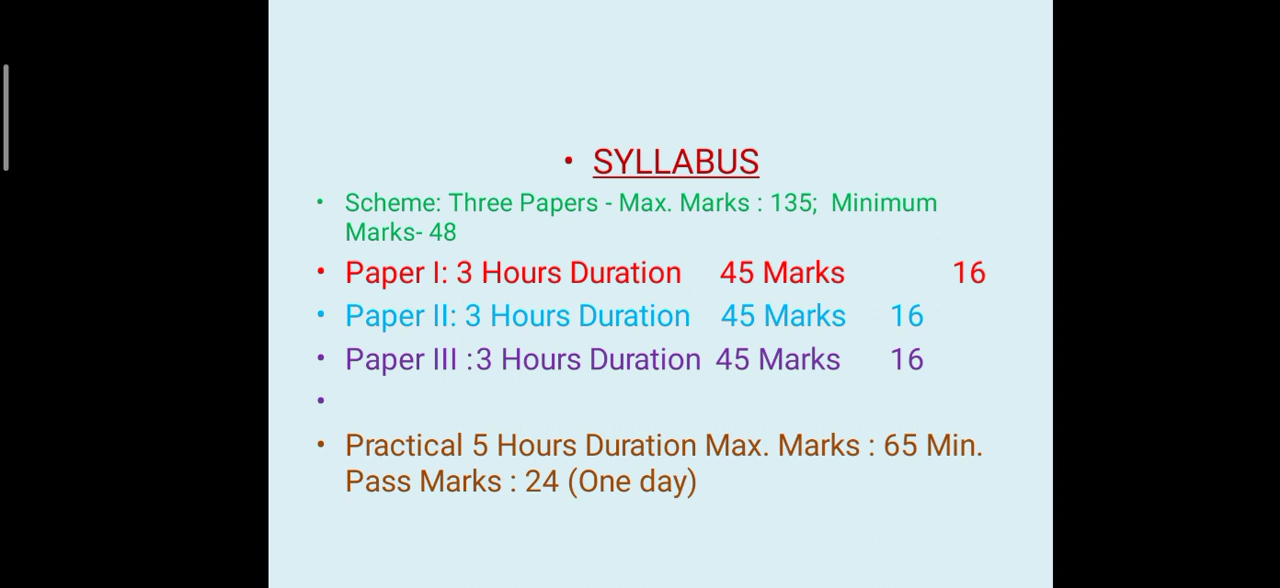 • SYLLABUS
• Scheme: Three Papers - Max. Marks : 135; Minimum
Marks- 48
• Paper I: 3 Hours Duration 45 Marks 16
• Paper II: 3 Hours Duration 45 Marks 16
• Paper III :3 Hours Duration 45 Marks 16
•
• Practical 5 Hours Duration Max. Marks : 65 Min.
Pass Marks : 24 (One day)